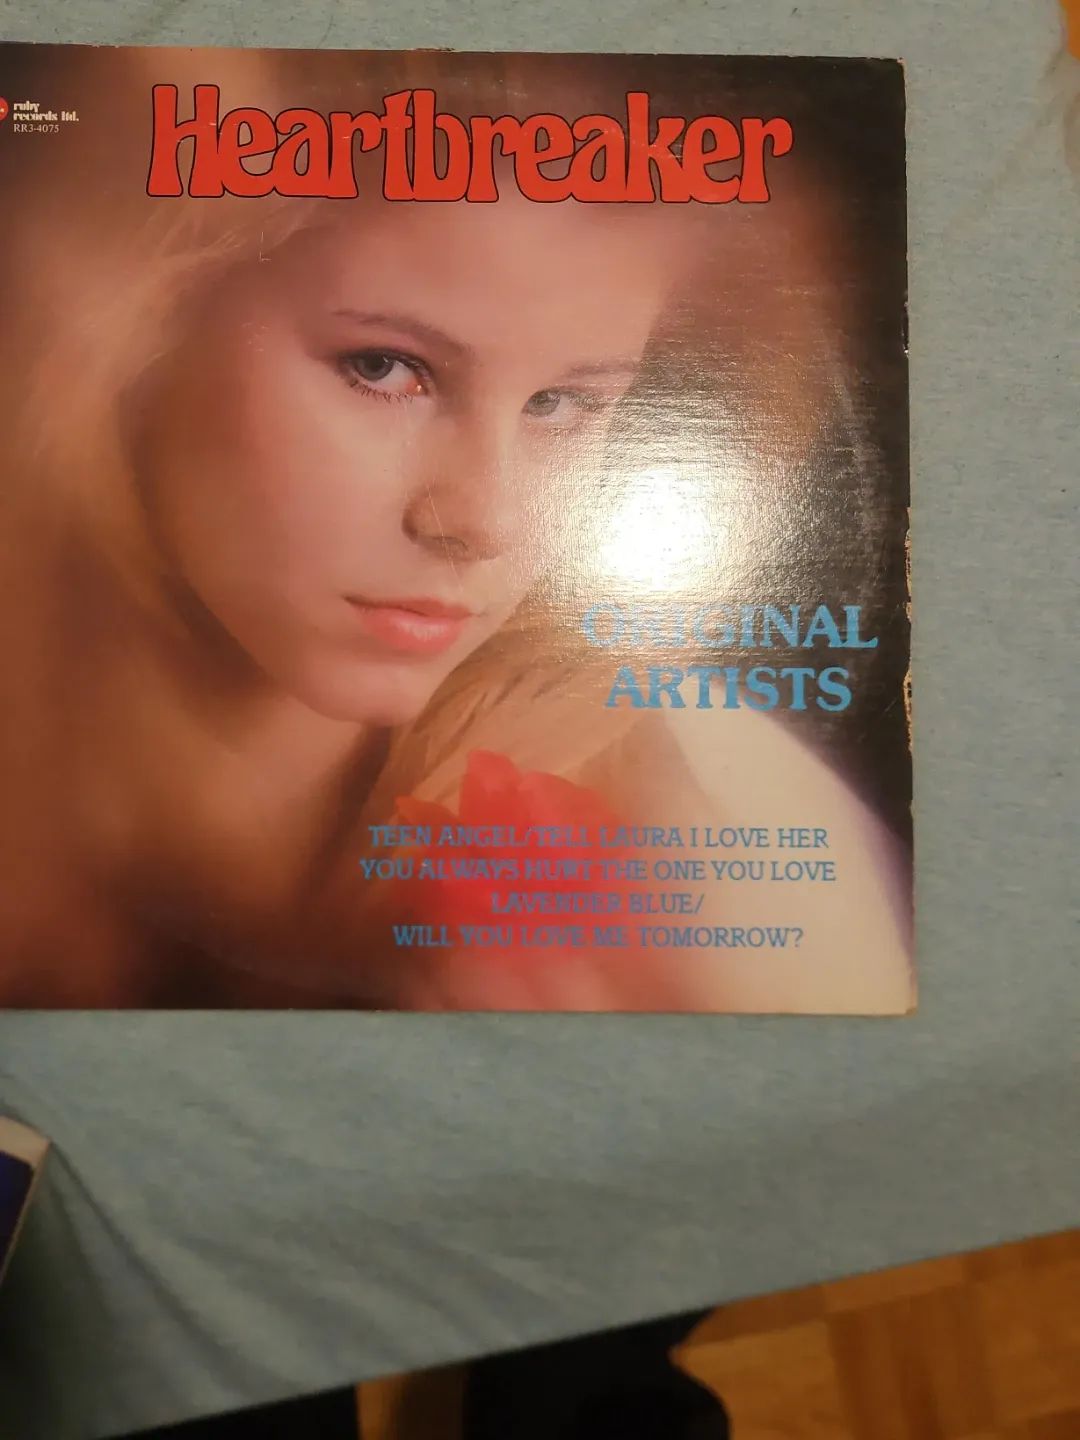 ruby
records ltd.
RR3-4075
Heartbreaker
ORIGINAL
ARTISTS
TEEN ANGEL/TELL LAURA I LOVE HER
YOU ALWAYS HURT THE ONE YOU LOVE
LAVENDER BLUE/
WILL YOU LOVE ME TOMORROW?